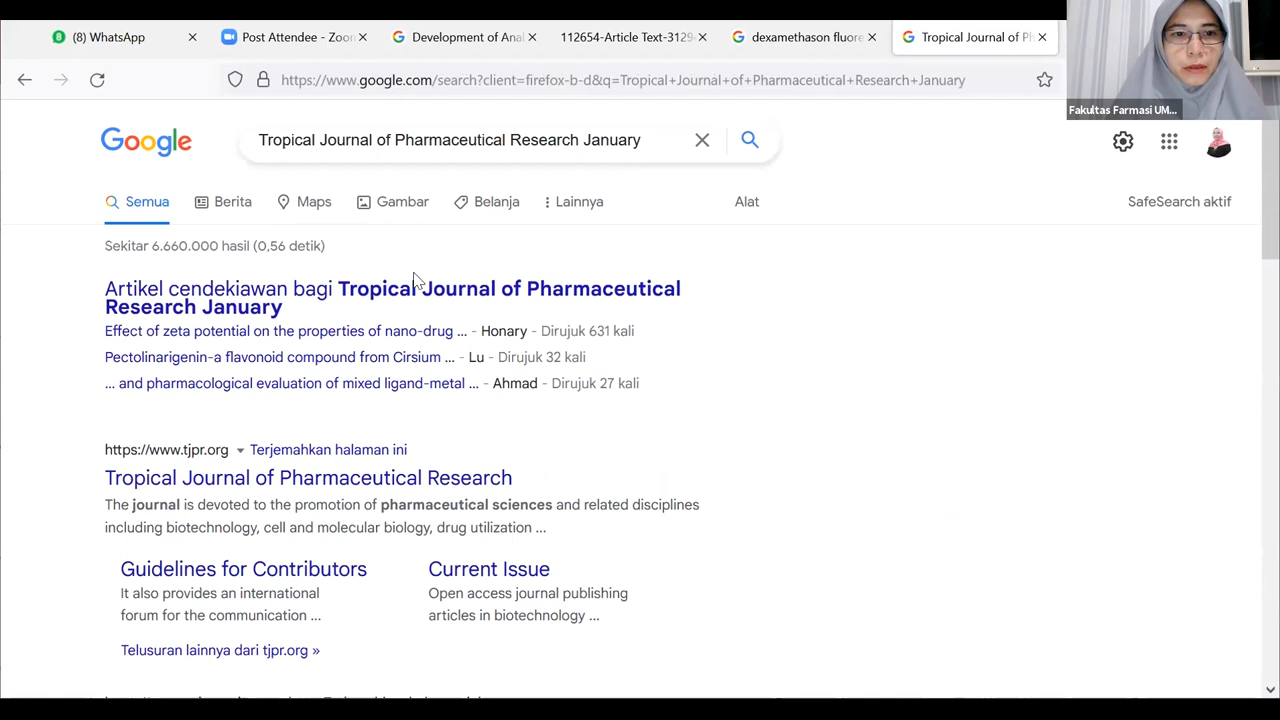 (8) WhatsApp
Post Attendee - Zoom
Development of Anal
112654-Article Text-3129
dexamethason fluore
Tropical Journal of Ph
https://www.google.com/search?client=firefox-b-d&q=Tropical+Journal+of+Pharmaceutical+Research+January
Fakultas Farmasi UM...
Google
Tropical Journal of Pharmaceutical Research January
Semua
Berita
Maps
Gambar
Belanja
Lainnya
Alat
SafeSearch aktif
Sekitar 6.660.000 hasil (0,56 detik)
Artikel cendekiawan bagi Tropical Journal of Pharmaceutical
Research January
Effect of zeta potential on the properties of nano-drug ... - Honary - Dirujuk 631 kali
Pectolinarigenin-a flavonoid compound from Cirsium ... - Lu - Dirujuk 32 kali
... and pharmacological evaluation of mixed ligand-metal ... - Ahmad - Dirujuk 27 kali
https://www.tjpr.org Terjemahkan halaman ini
Tropical Journal of Pharmaceutical Research
The journal is devoted to the promotion of pharmaceutical sciences and related disciplines
including biotechnology, cell and molecular biology, drug utilization ...
Guidelines for Contributors
It also provides an international
forum for the communication ...
Current Issue
Open access journal publishing
articles in biotechnology ...
Telusuran lainnya dari tjpr.org »